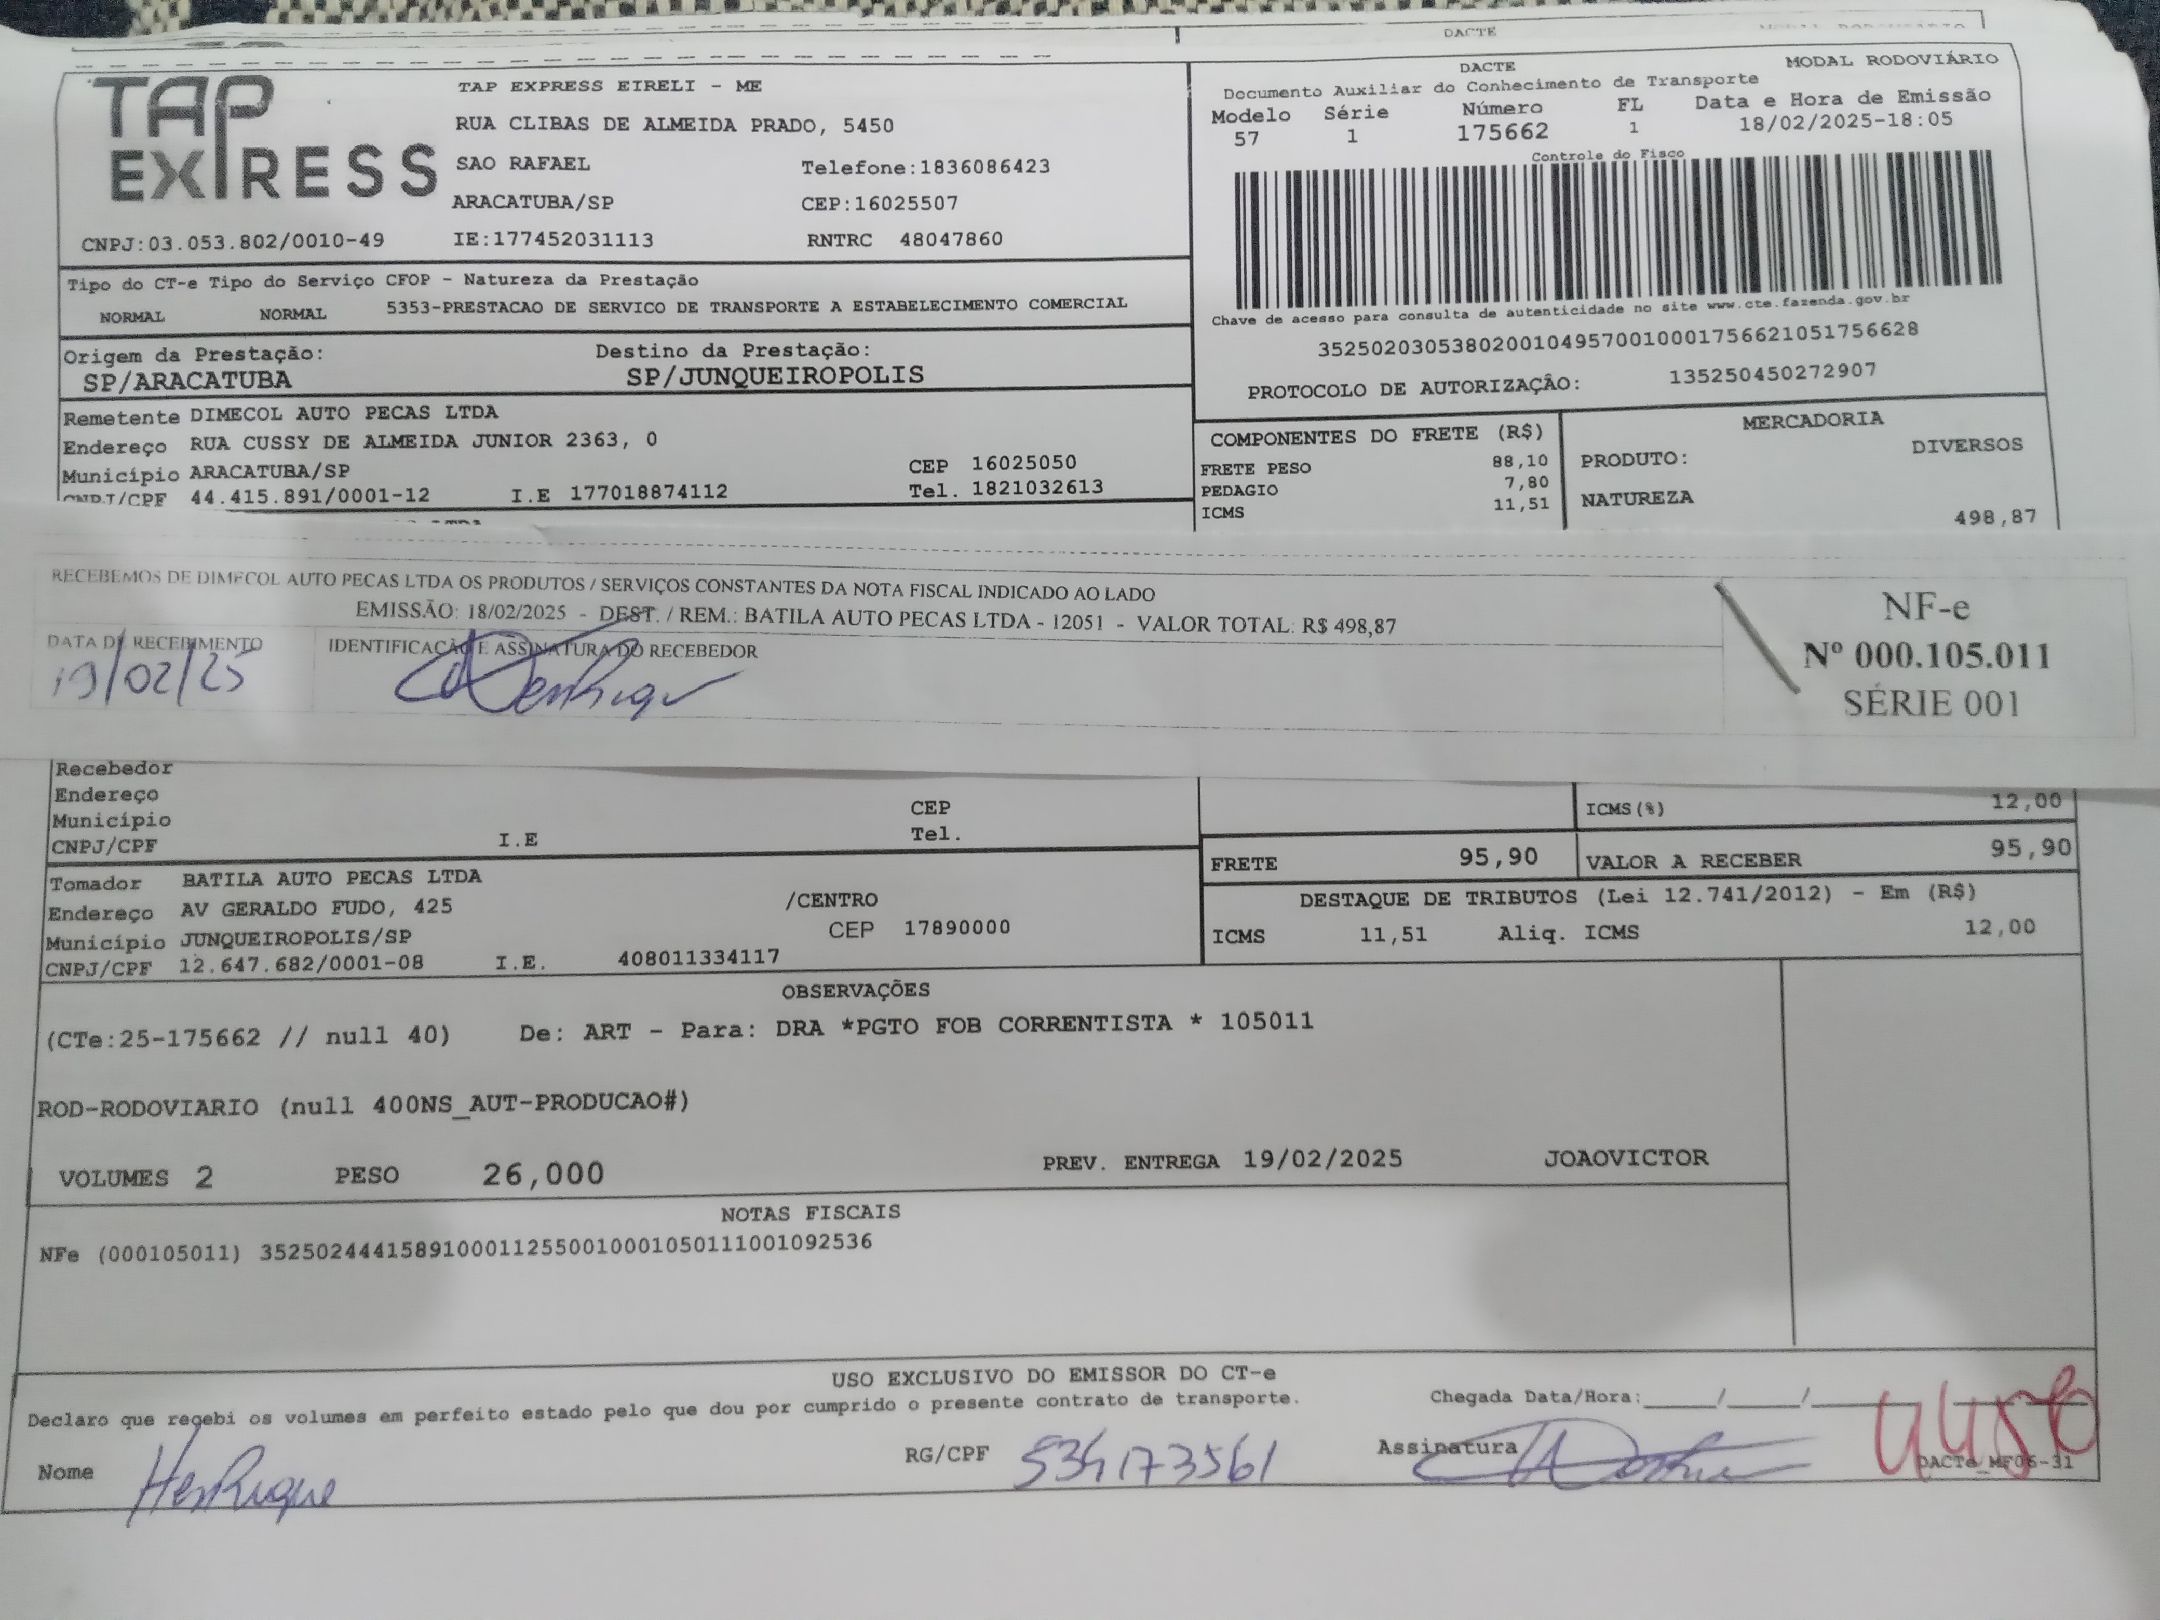 DACTE
TAP EXPRESS
TAP EXPRESS EIRELI - ME
RUA CLIBAS DE ALMEIDA PRADO, 5450
SAO RAFAEL Telefone:1836086423
ARACATUBA/SP CEP:16025507
CNPJ:03.053.802/0010-49 IE:177452031113 RNTRC 48047860
DACTE MODAL RODOVIÁRIO
Documento Auxiliar do Conhecimento de Transporte
Modelo Série Número FL Data e Hora de Emissão
57 1 175662 1 18/02/2025-18:05
Controle do Fisco
Chave de acesso para consulta de autenticidade no site www.cte.fazenda.gov.br
35250203053802001049570010001756621051756628
PROTOCOLO DE AUTORIZAÇÃO: 135250450272907
Tipo do CT-e Tipo do Serviço CFOP - Natureza da Prestação
NORMAL NORMAL 5353-PRESTACAO DE SERVICO DE TRANSPORTE A ESTABELECIMENTO COMERCIAL
Origem da Prestação: Destino da Prestação:
SP/ARACATUBA SP/JUNQUEIROPOLIS
Remetente DIMECOL AUTO PECAS LTDA
Endereço RUA CUSSY DE ALMEIDA JUNIOR 2363, 0
Município ARACATUBA/SP CEP 16025050
CNPJ/CPF 44.415.891/0001-12 I.E 177018874112 Tel. 1821032613
COMPONENTES DO FRETE (R$)
FRETE PESO 88,10
PEDAGIO 7,80
ICMS 11,51
MERCADORIA
PRODUTO: DIVERSOS
NATUREZA
498,87
RECEBEMOS DE DIMECOL AUTO PECAS LTDA OS PRODUTOS / SERVIÇOS CONSTANTES DA NOTA FISCAL INDICADO AO LADO
EMISSÃO: 18/02/2025 - DEST. / REM.: BATILA AUTO PECAS LTDA - 12051 - VALOR TOTAL: R$ 498,87
DATA DE RECEBIMENTO IDENTIFICAÇÃO E ASSINATURA DO RECEBEDOR
19/02/25 Henrique
NF-e
Nº 000.105.011
SÉRIE 001
Recebedor
Endereço
Município CEP
CNPJ/CPF I.E Tel.
ICMS(%) 12,00
FRETE 95,90 VALOR A RECEBER 95,90
Tomador BATILA AUTO PECAS LTDA
Endereço AV GERALDO FUDO, 425 /CENTRO
Município JUNQUEIROPOLIS/SP CEP 17890000
CNPJ/CPF 12.647.682/0001-08 I.E. 408011334117
DESTAQUE DE TRIBUTOS (Lei 12.741/2012) - Em (R$)
ICMS 11,51 Aliq. ICMS 12,00
OBSERVAÇÕES
(CTe:25-175662 // null 40) De: ART - Para: DRA *PGTO FOB CORRENTISTA * 105011
ROD-RODOVIARIO (null 400NS_AUT-PRODUCAO#)
VOLUMES 2 PESO 26,000 PREV. ENTREGA 19/02/2025 JOAOVICTOR
NOTAS FISCAIS
NFe (000105011) 35250244415891000112550010001050111001092536
USO EXCLUSIVO DO EMISSOR DO CT-e
Declaro que recebi os volumes em perfeito estado pelo que dou por cumprido o presente contrato de transporte. Chegada Data/Hora:____/____/____
Nome Henrique RG/CPF 534173561 Assinatura
DACTe_MF06-31